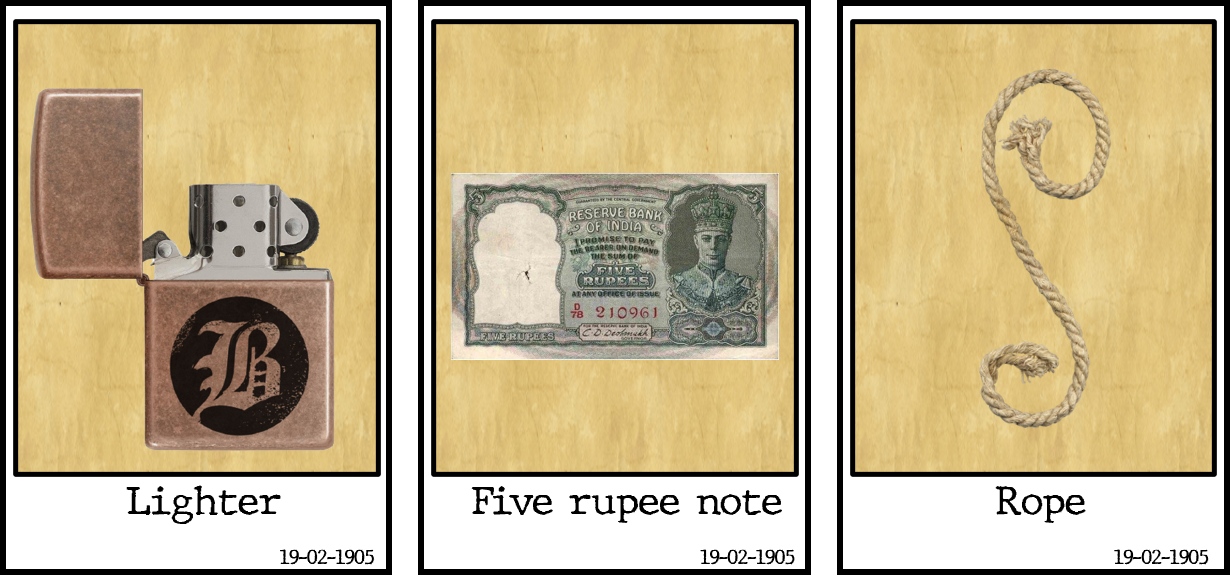 B
5
GUARANTEED BY THE CENTRAL GOVERNMENT
RESERVE BANK
OF INDIA
I PROMISE TO PAY
THE BEARER ON DEMAND
THE SUM OF
FIVE
RUPEES
AT ANY OFFICE OF ISSUE
D/78 210961
FOR THE RESERVE BANK OF INDIA
C D Deshmukh
GOVERNOR
FIVE RUPEES
Lighter
19-02-1905
Five rupee note
19-02-1905
Rope
19-02-1905